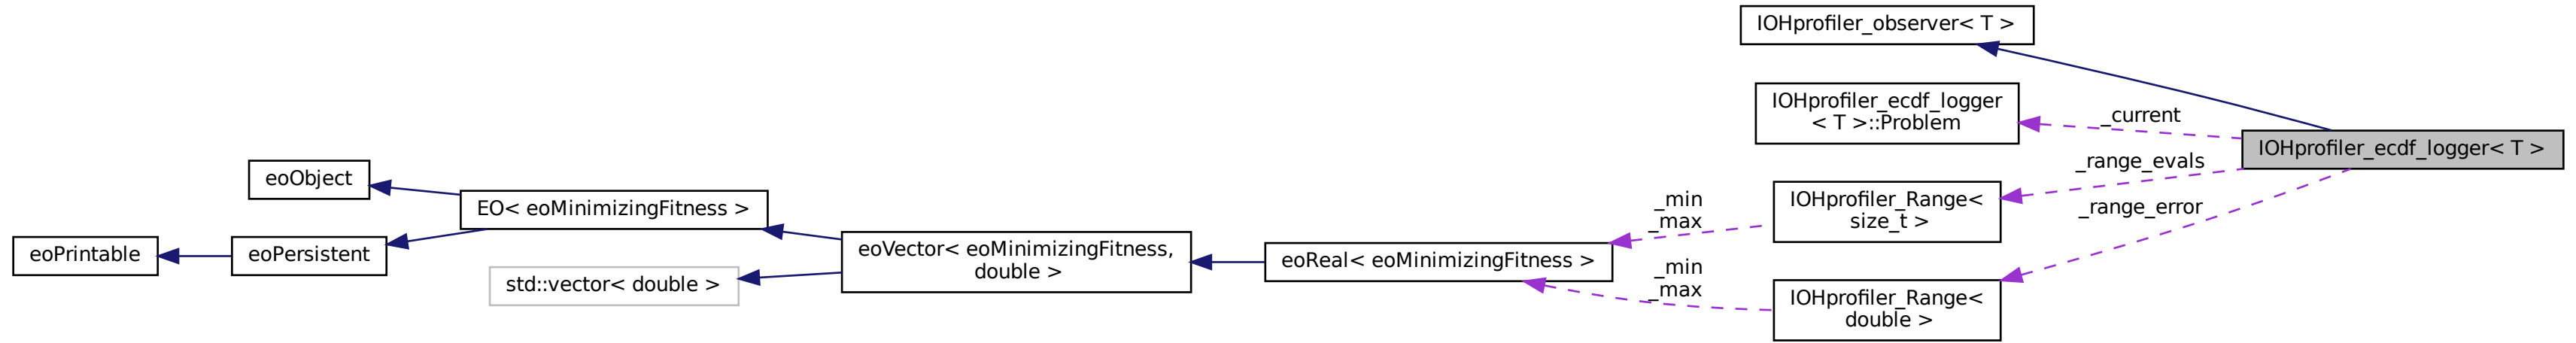 IOHprofiler_observer< T >
IOHprofiler_ecdf_logger
< T >::Problem
_current
IOHprofiler_ecdf_logger< T >
_range_evals
eoObject
_min
_max
IOHprofiler_Range<
size_t >
_range_error
EO< eoMinimizingFitness >
eoPrintable
eoPersistent
eoVector< eoMinimizingFitness,
double >
eoReal< eoMinimizingFitness >
_min
_max
std::vector< double >
IOHprofiler_Range<
double >